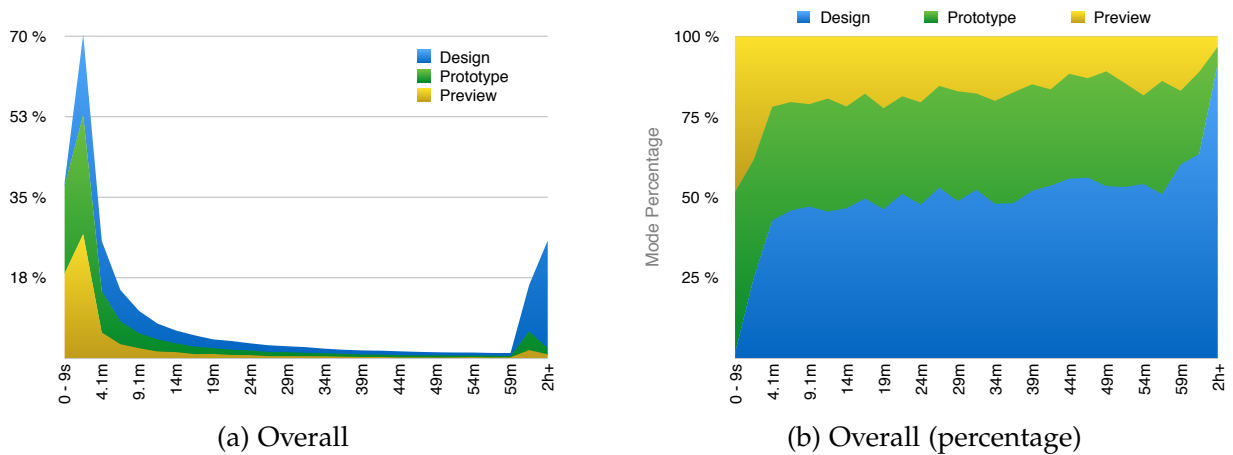 70 %
53 %
35 %
18 %
Design
Prototype
Preview
0 - 9s
4.1m
9.1m
14m
19m
24m
29m
34m
39m
44m
49m
54m
59m
2h+
(a) Overall
Design Prototype Preview
100 %
75 %
50 %
25 %
Mode Percentage
0 - 9s
4.1m
9.1m
14m
19m
24m
29m
34m
39m
44m
49m
54m
59m
2h+
(b) Overall (percentage)